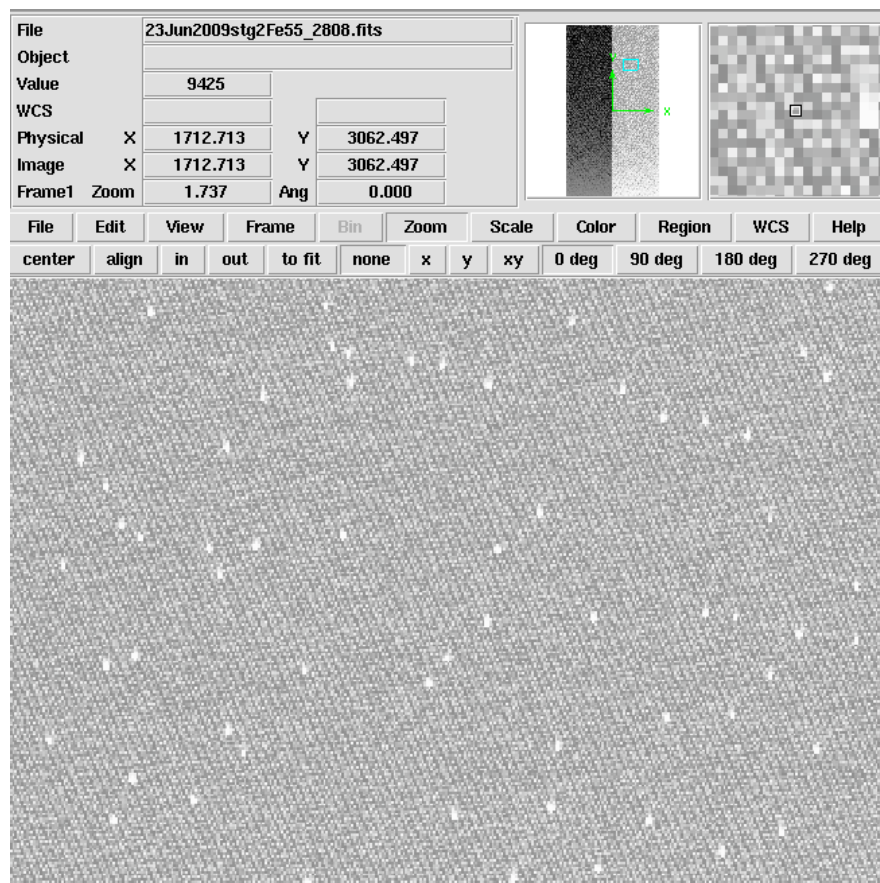 File 23Jun2009stg2Fe55_2808.fits
Object
Value 9425
WCS
Physical X 1712.713 Y 3062.497
Image X 1712.713 Y 3062.497
Frame1 Zoom 1.737 Ang 0.000
Y
X
File Edit View Frame Bin Zoom Scale Color Region WCS Help
center align in out to fit none x y xy 0 deg 90 deg 180 deg 270 deg